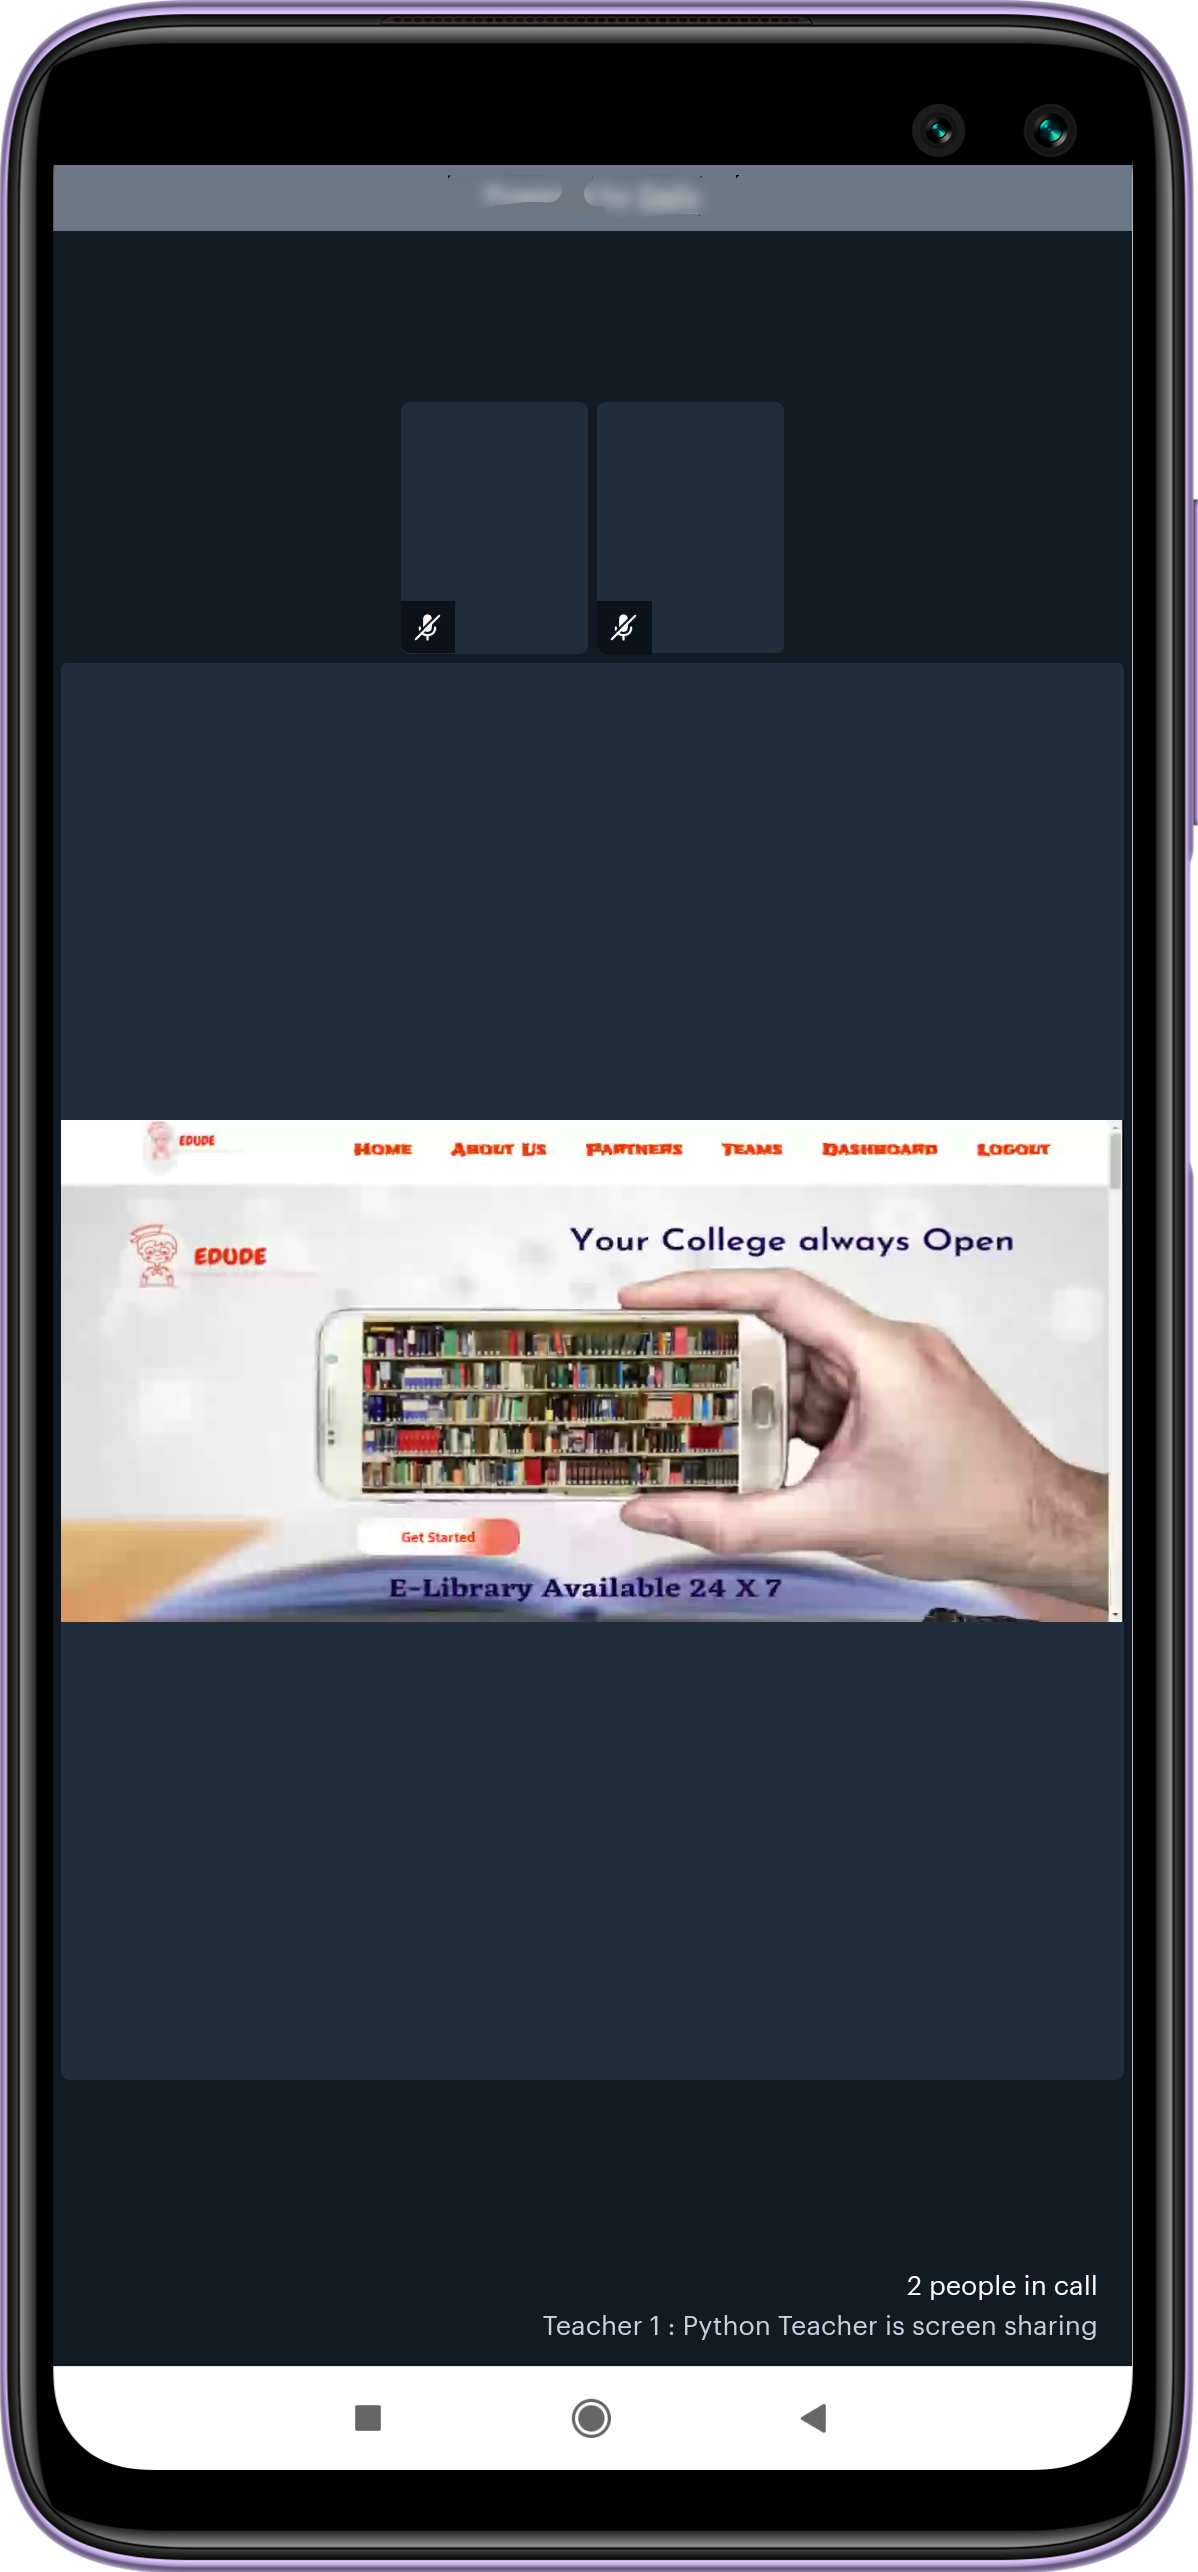 EDUDE
HOME ABOUT US PARTNERS TEAMS DASHBOARD LOGOUT
Your College always Open
EDUDE
Get Started
E-Library Available 24 X 7
2 people in call
Teacher 1 : Python Teacher is screen sharing